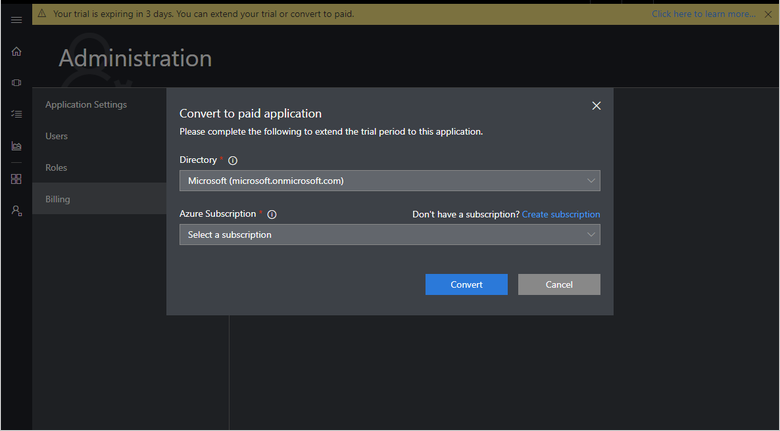 Your trial is expiring in 3 days. You can extend your trial or convert to paid.
Click here to learn more...
Administration
Application Settings
Users
Roles
Billing
Convert to paid application
Please complete the following to extend the trial period to this application.
Directory *
Microsoft (microsoft.onmicrosoft.com)
Azure Subscription *
Don't have a subscription? Create subscription
Select a subscription
Convert
Cancel